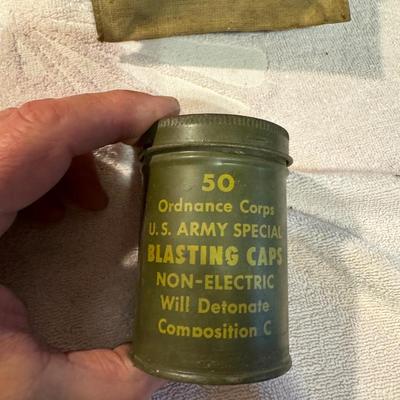 50
Ordnance Corps
U.S. ARMY SPECIAL
BLASTING CAPS
NON-ELECTRIC
Will Detonate
Composition C